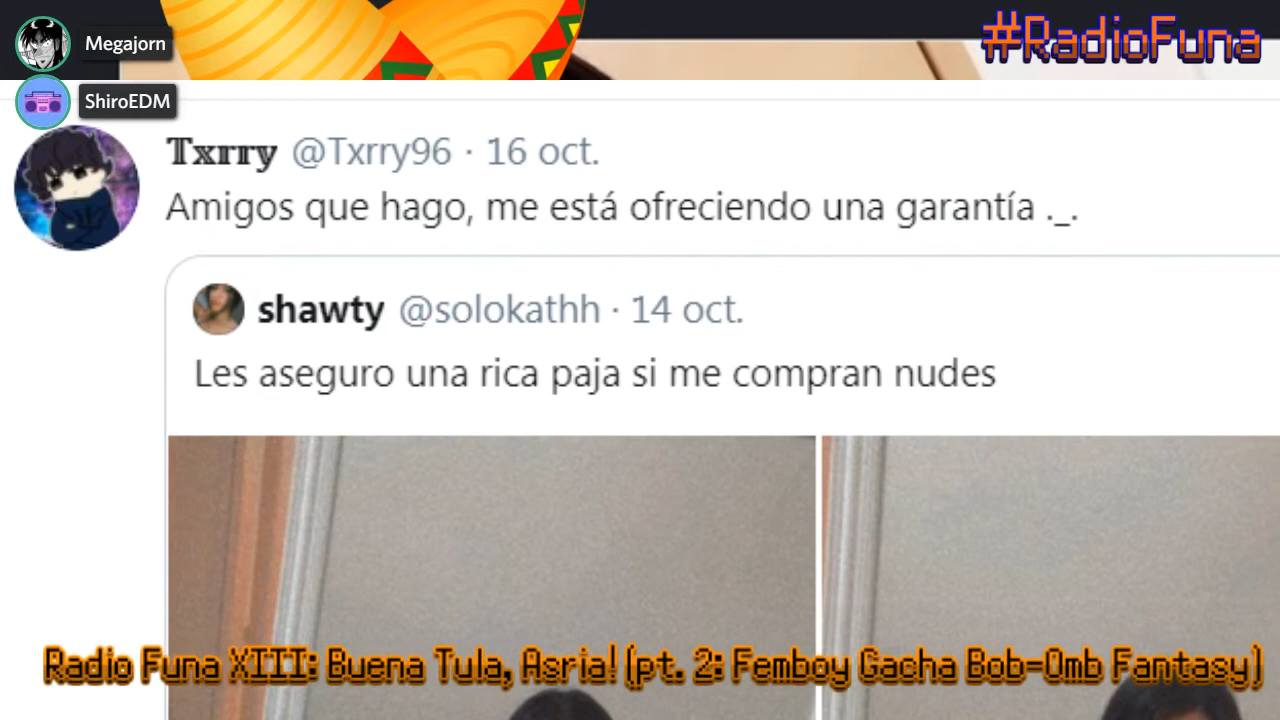 Megajorn
#RadioFuna
ShiroEDM
Txrry @Txrry96 · 16 oct.
Amigos que hago, me está ofreciendo una garantía ._.
shawty @solokathh · 14 oct.
Les aseguro una rica paja si me compran nudes
Radio Funa XIII: Buena Tula, Asria! (pt. 2: Femboy Gacha Bob-Omb Fantasy)